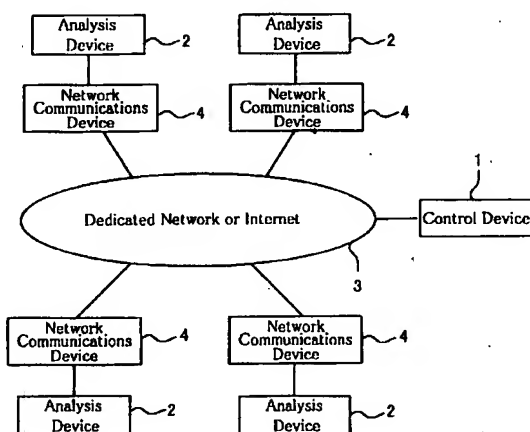 Analysis
Device
2
Analysis
Device
2
Network
Communications
Device
4
Network
Communications
Device
4
1
Dedicated Network or Internet
Control Device
3
Network
Communications
Device
4
Network
Communications
Device
4
Analysis
Device
2
Analysis
Device
2